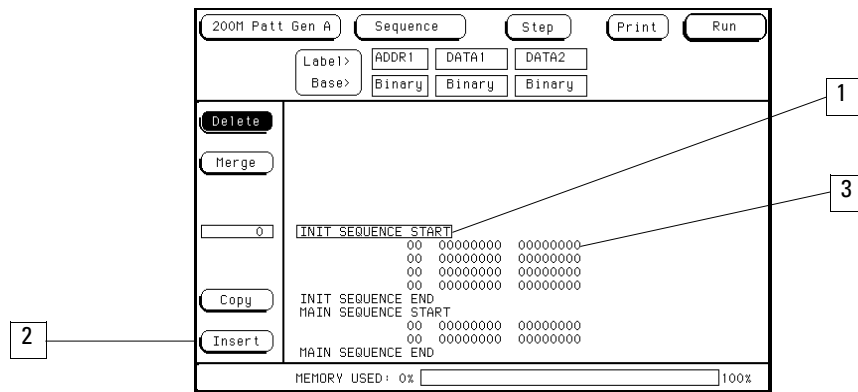 200M Patt Gen A Sequence Step Print Run
Label> ADDR1 DATA1 DATA2
Base> Binary Binary Binary
1
Delete
Merge
3
0 INIT SEQUENCE START
00 00000000 00000000
00 00000000 00000000
00 00000000 00000000
00 00000000 00000000
Copy INIT SEQUENCE END
MAIN SEQUENCE START
00 00000000 00000000
2 Insert 00 00000000 00000000
MAIN SEQUENCE END
MEMORY USED: 0% 100%